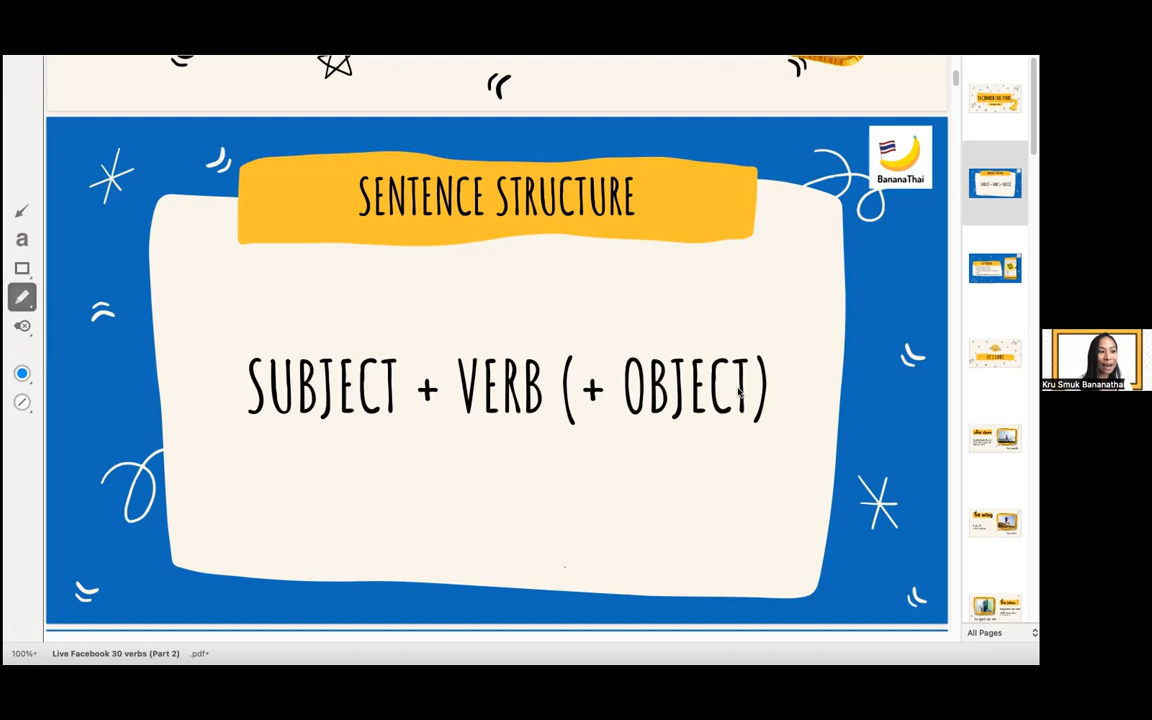 BananaThai
SENTENCE STRUCTURE
SUBJECT + VERB (+ OBJECT)
a
Kru Smuk Bananathai
All Pages
100%
Live Facebook 30 verbs (Part 2)
.pdf